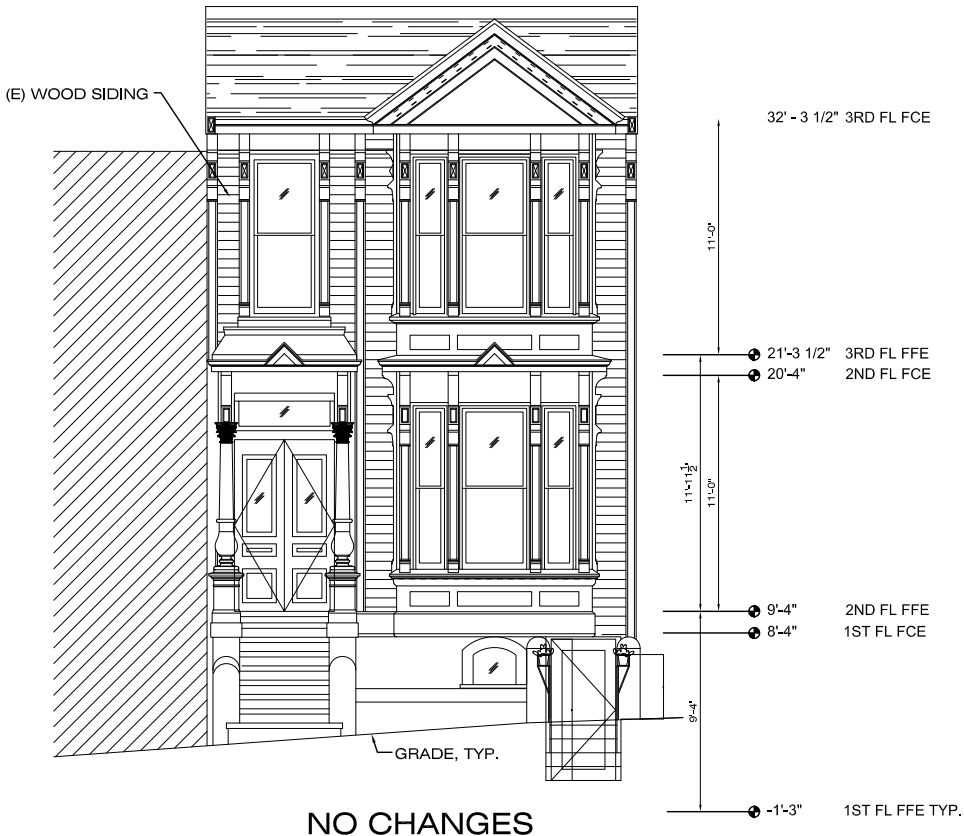 (E) WOOD SIDING
32' - 3 1/2" 3RD FL FCE
11'-0"
21'-3 1/2" 3RD FL FFE
20'-4" 2ND FL FCE
11'-11 1/2"
11'-0"
9'-4" 2ND FL FFE
8'-4" 1ST FL FCE
9'-4"
GRADE, TYP.
-1'-3" 1ST FL FFE TYP.
NO CHANGES